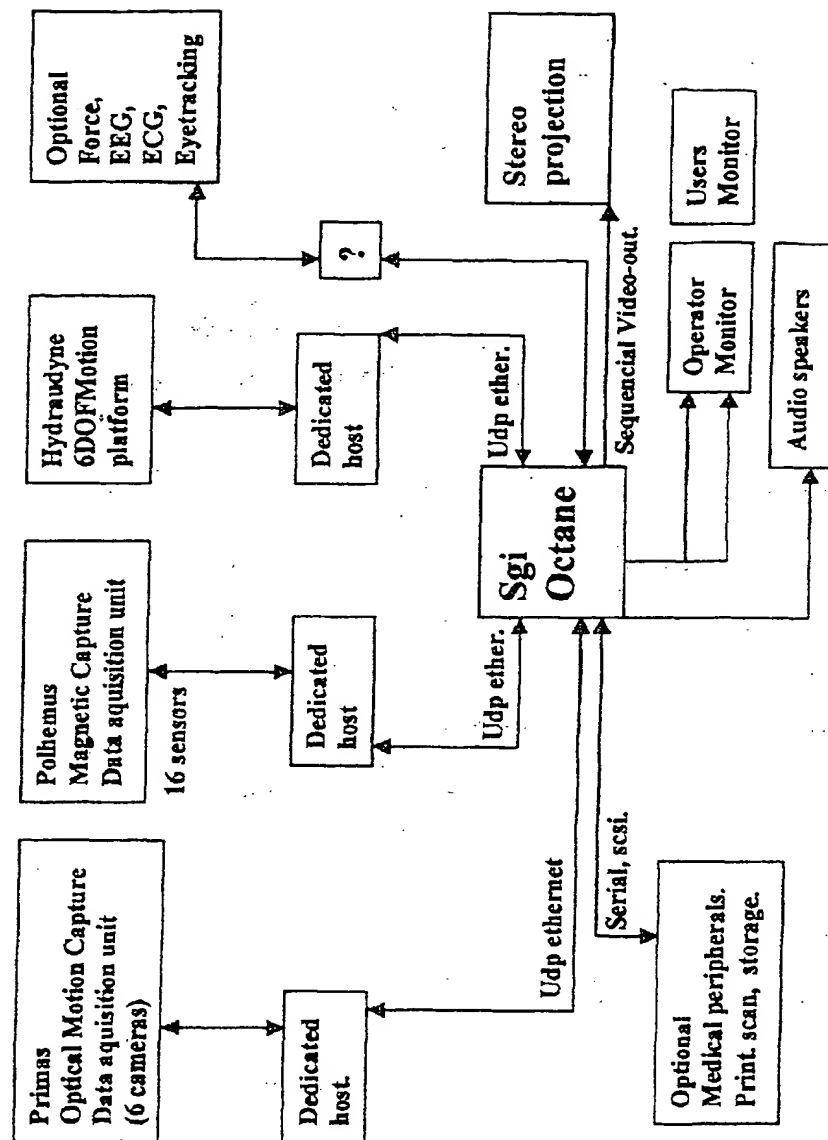 Primas
Optical Motion Capture
Data aquisition unit
(6 cameras)
Polhemus
Magnetic Capture
Data aquisition unit
16 sensors
Hydraudyne
6DOFMotion
platform
Optional
Force,
EEG,
ECG,
Eyetracking
Dedicated
host.
Dedicated
host
Dedicated
host
?
Udp ethernet
Udp ether.
Udp ether.
Serial, scsi.
Sgi
Octane
Sequencial Video-out.
Stereo
projection
Optional
Medical peripherals.
Print. scan, storage.
Operator
Monitor
Users
Monitor
Audio speakers